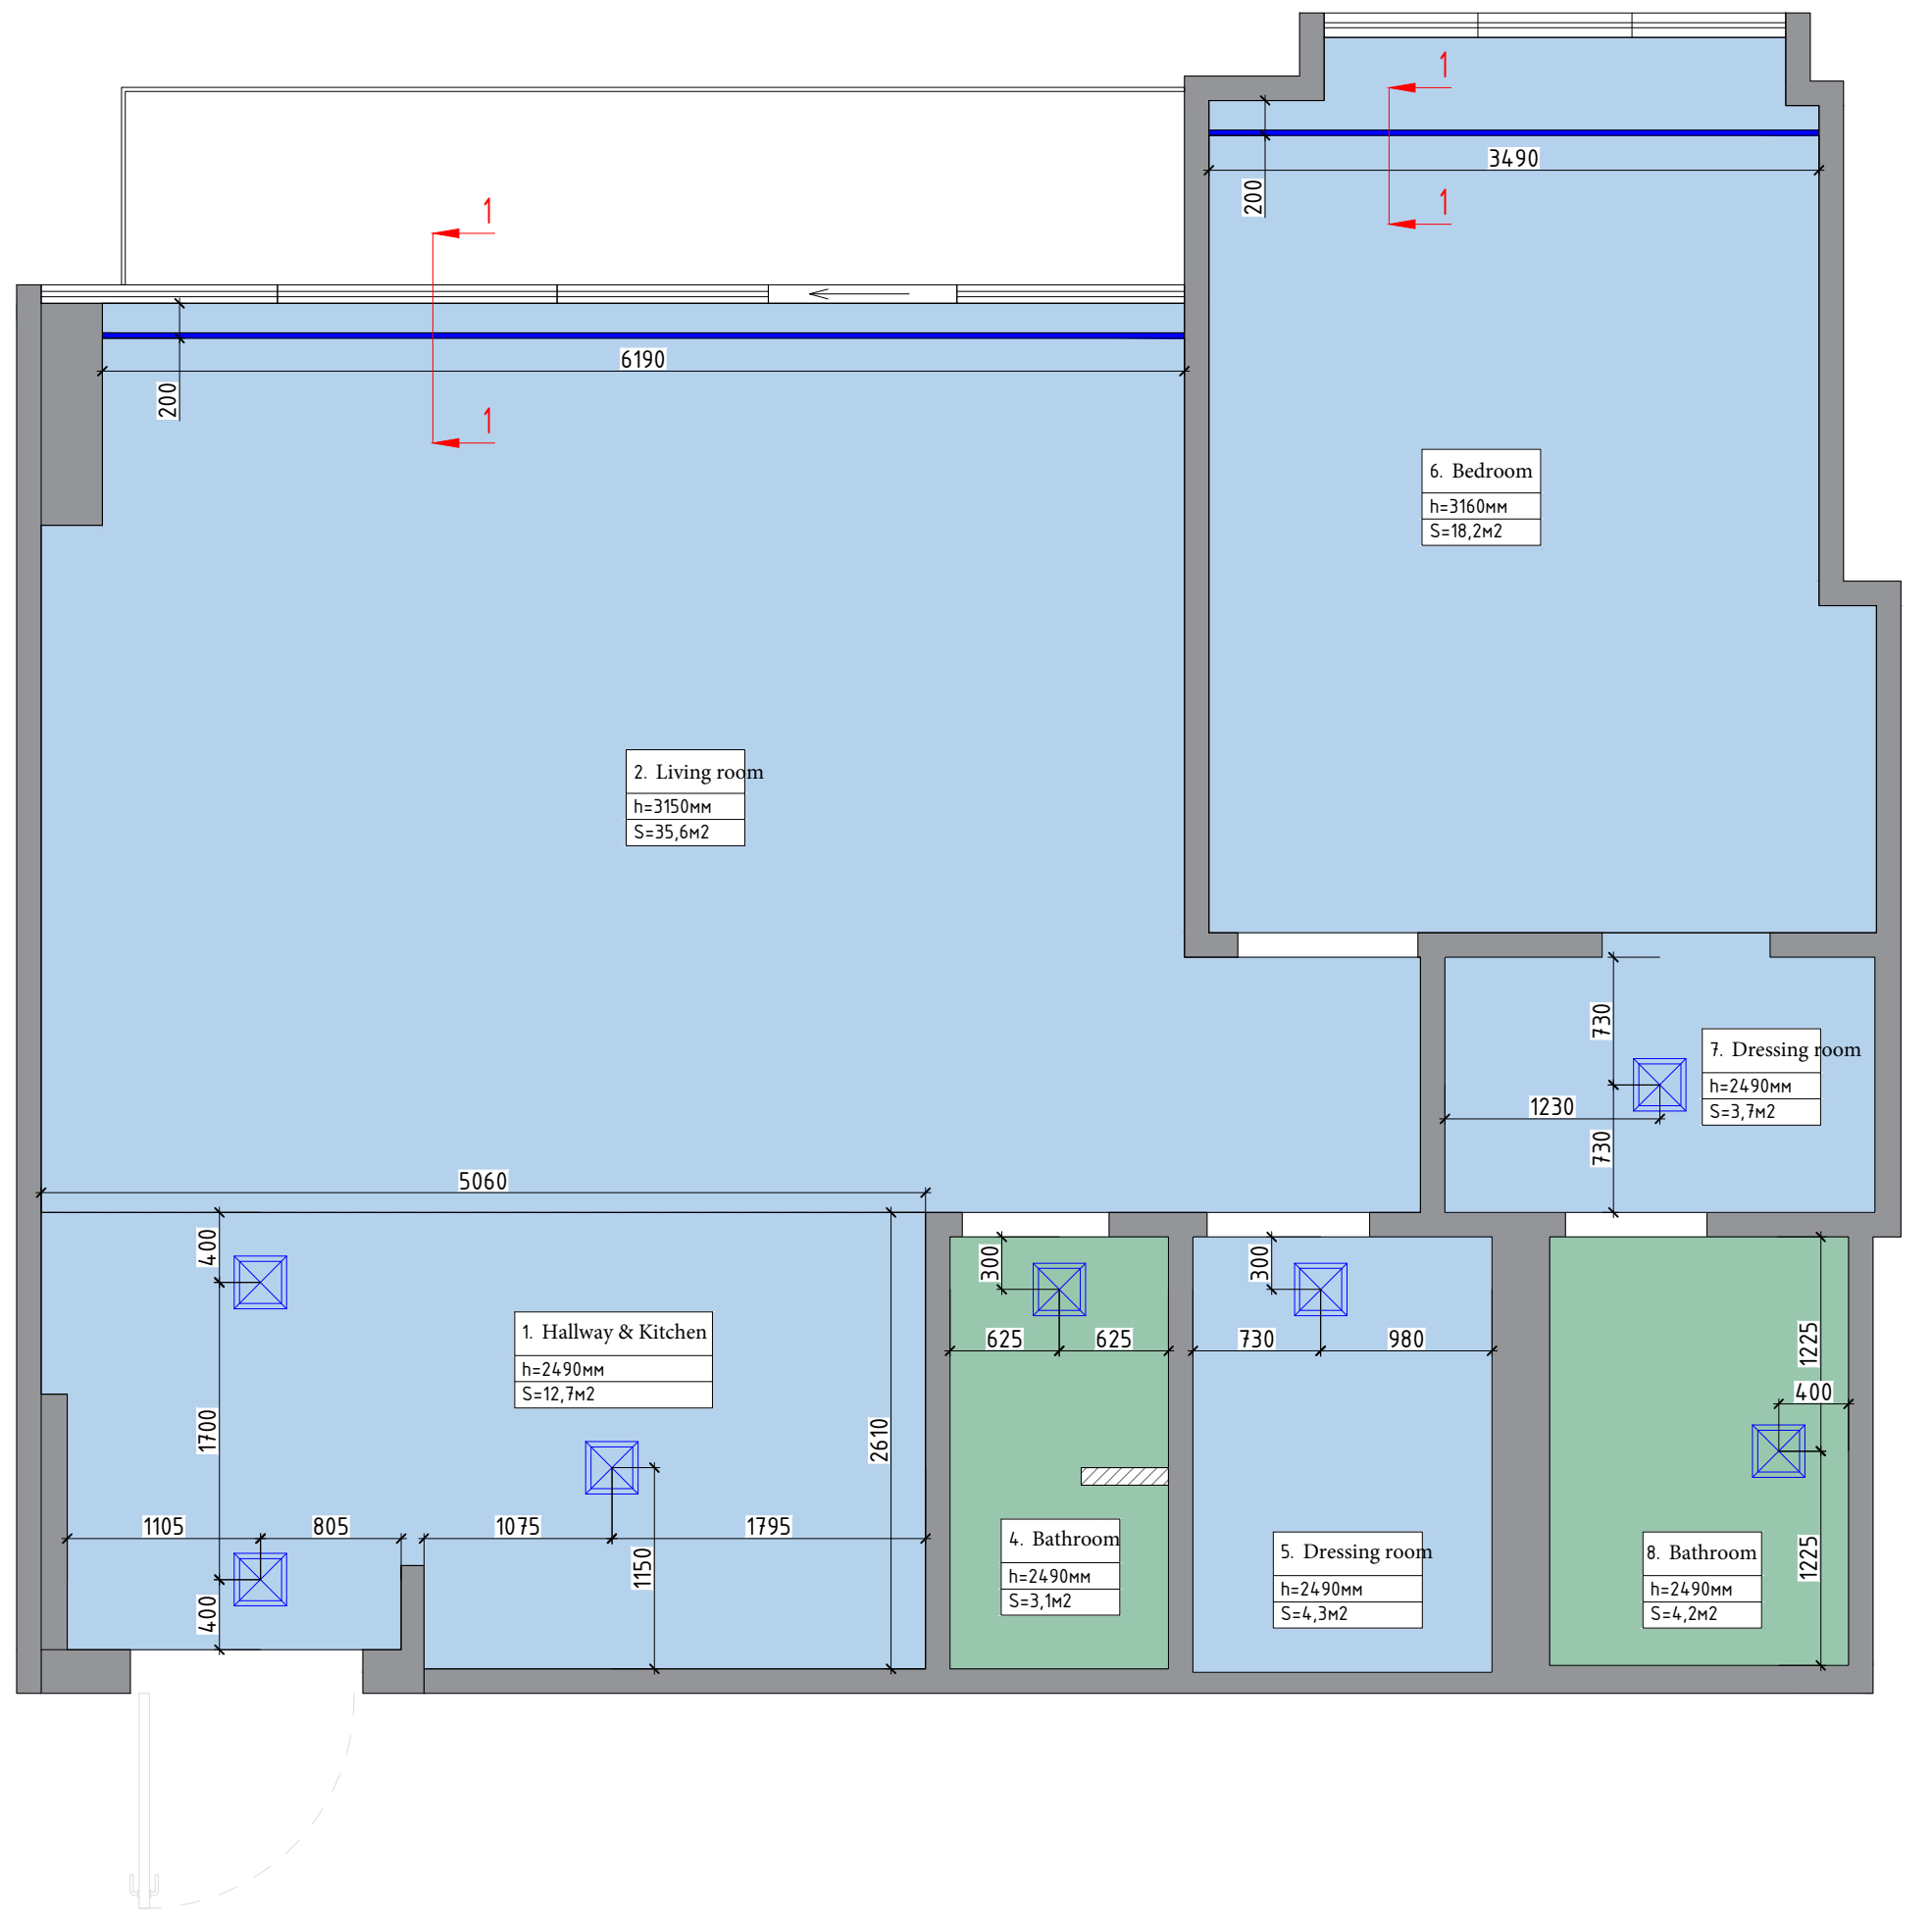 1
1
3490
200
1
1
6190
200
6. Bedroom
h=3160мм
S=18,2м2
2. Living room
h=3150мм
S=35,6м2
730
7. Dressing room
h=2490мм
S=3,7м2
1230
730
5060
400
300
300
1. Hallway & Kitchen
h=2490мм
S=12,7м2
625
625
730
980
1225
400
1700
2610
1105
805
1075
1795
1150
400
4. Bathroom
h=2490мм
S=3,1м2
5. Dressing room
h=2490мм
S=4,3м2
8. Bathroom
h=2490мм
S=4,2м2
1225